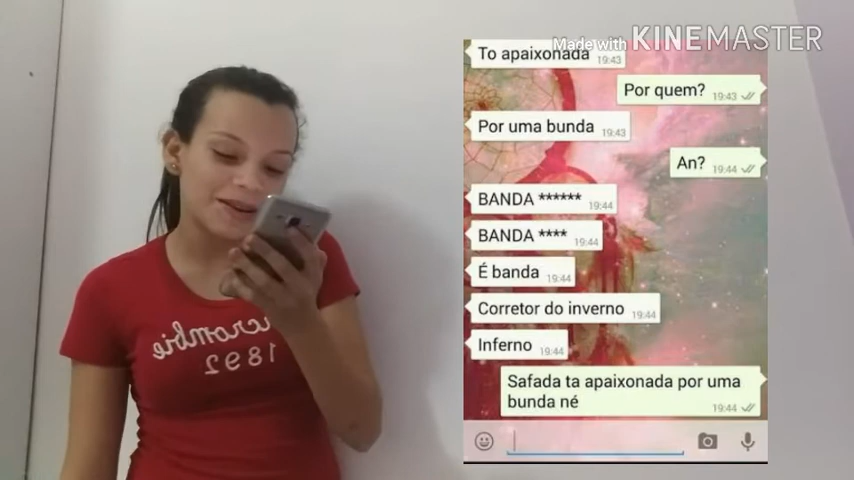 Made with KINEMASTER
To apaixonada 19:43
Por quem? 19:43
Por uma bunda 19:43
An? 19:44
BANDA ****** 19:44
BANDA **** 19:44
É banda 19:44
Corretor do inverno 19:44
Inferno 19:44
Safada ta apaixonada por uma
bunda né 19:44
crombie
1892